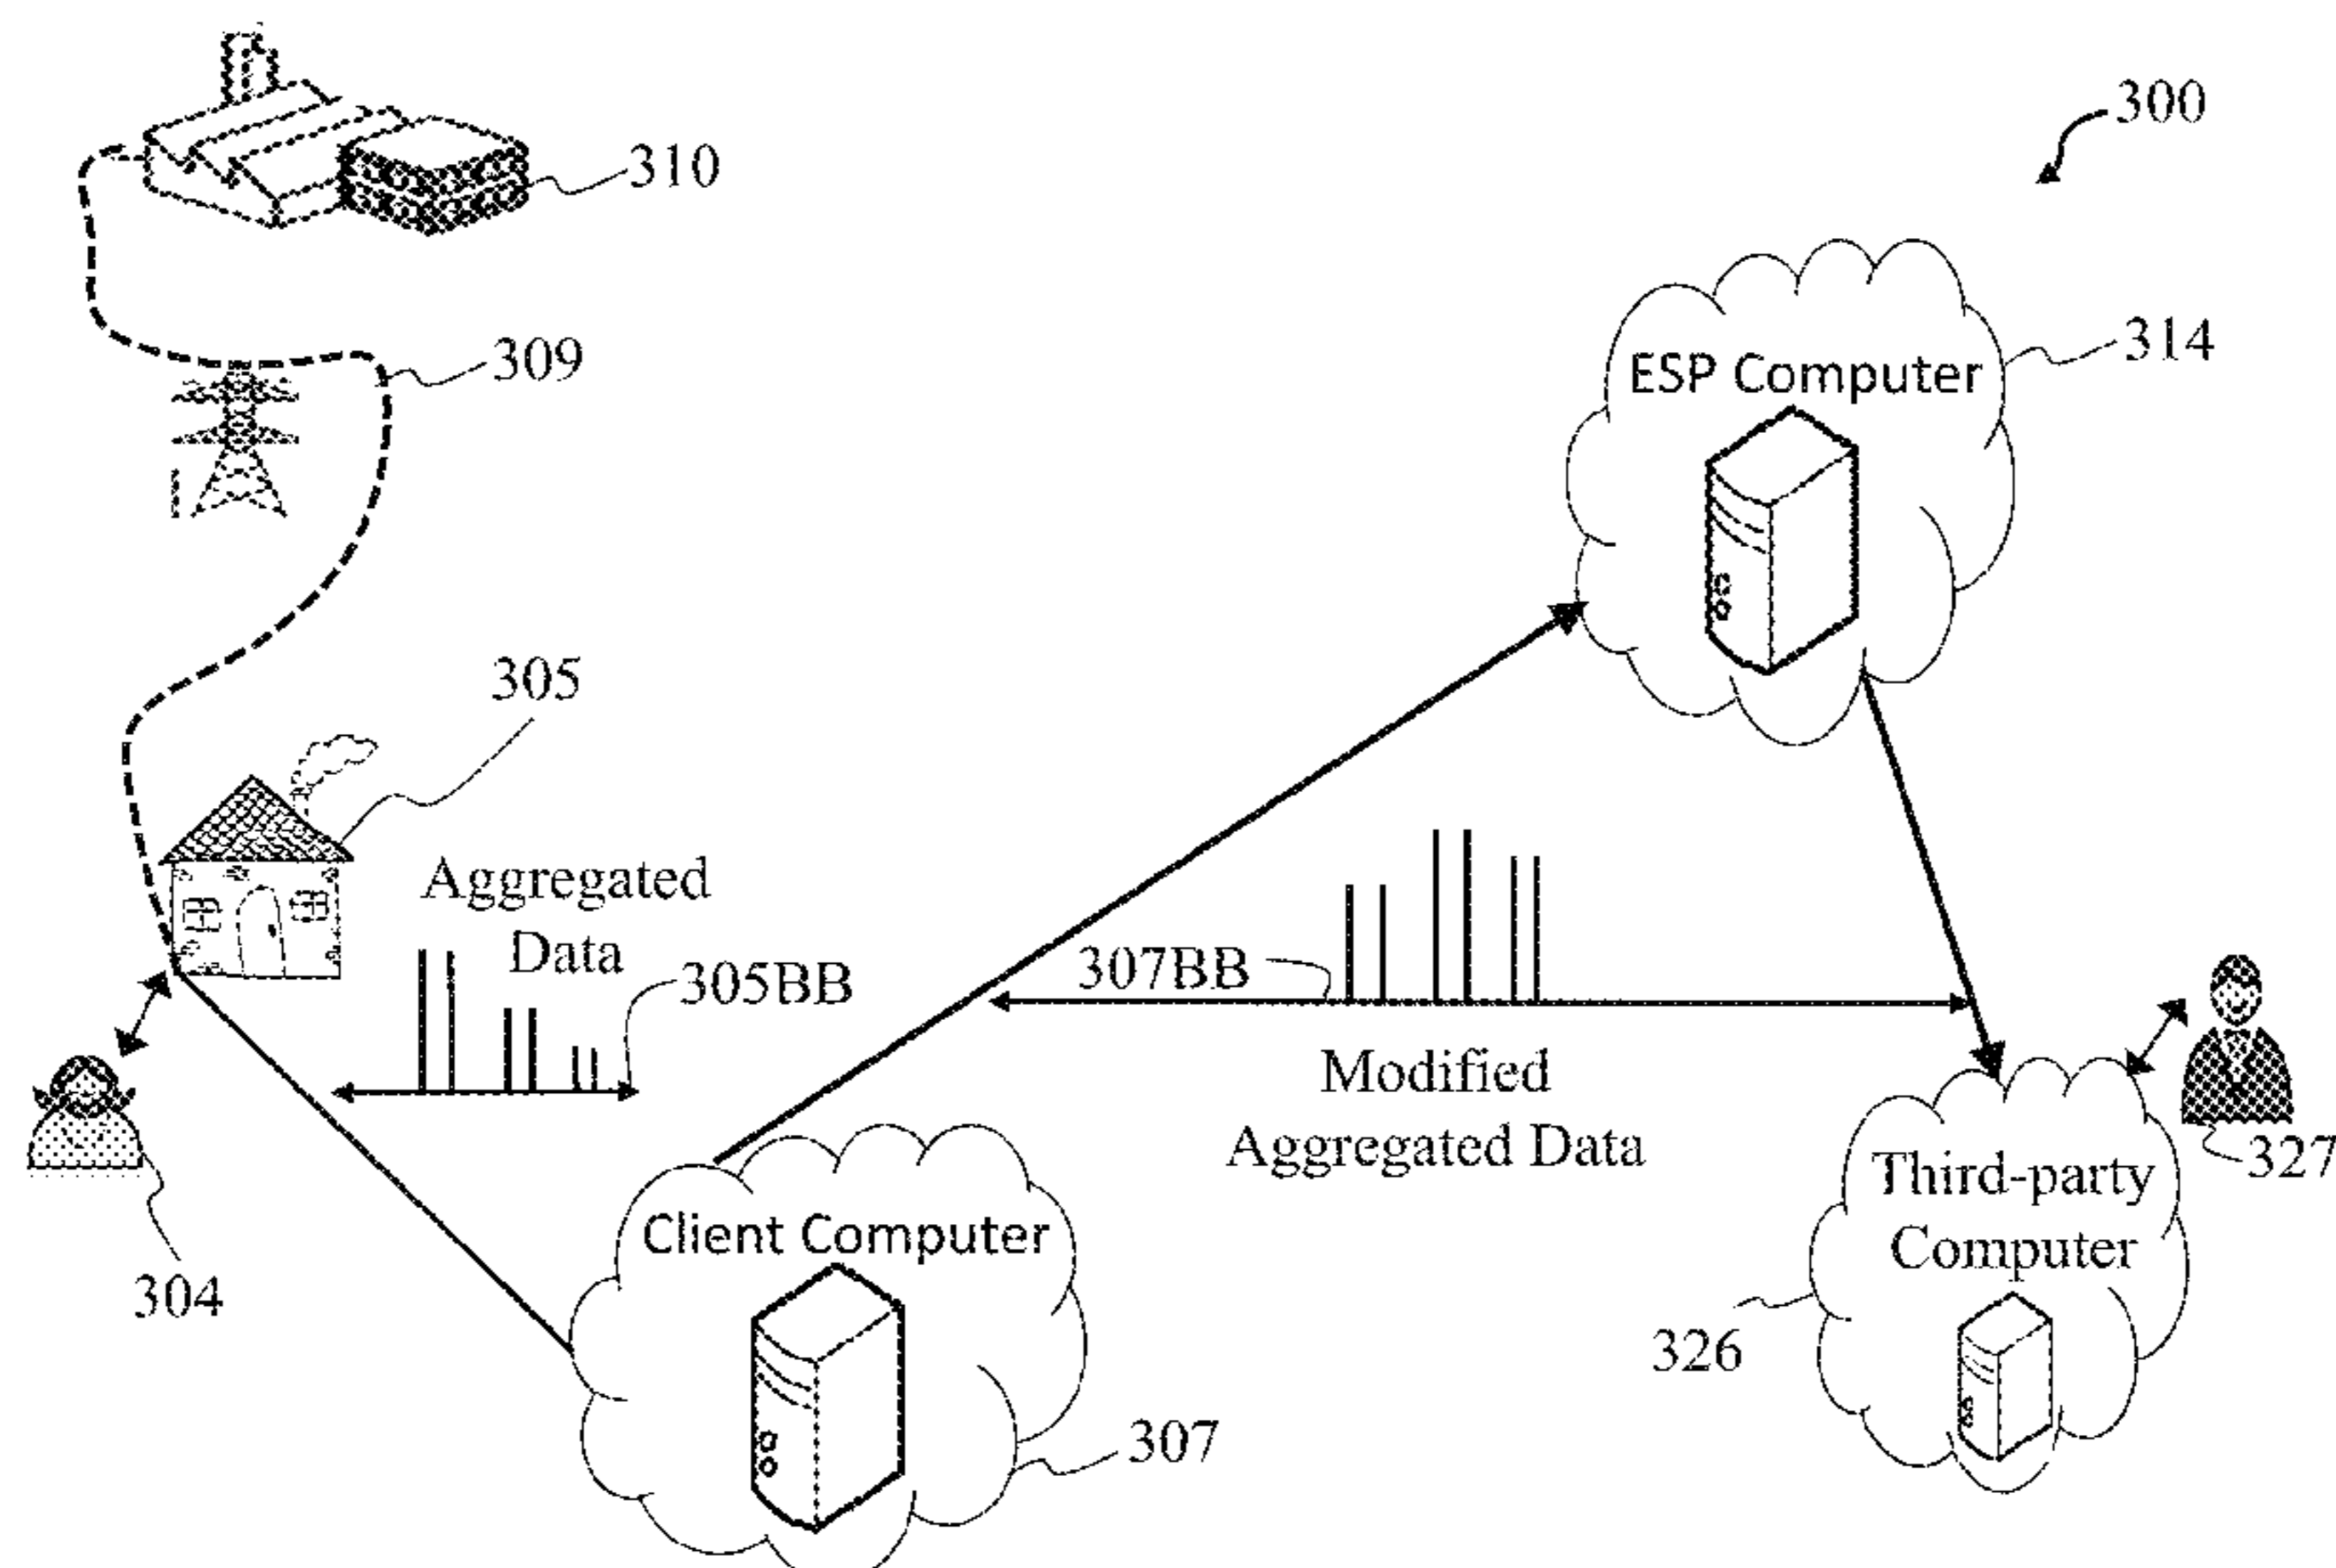 300
310
309
314
ESP Computer
305
Aggregated
Data
305BB
307BB
Modified
Aggregated Data
327
Third-party
Computer
Client Computer
304
326
307